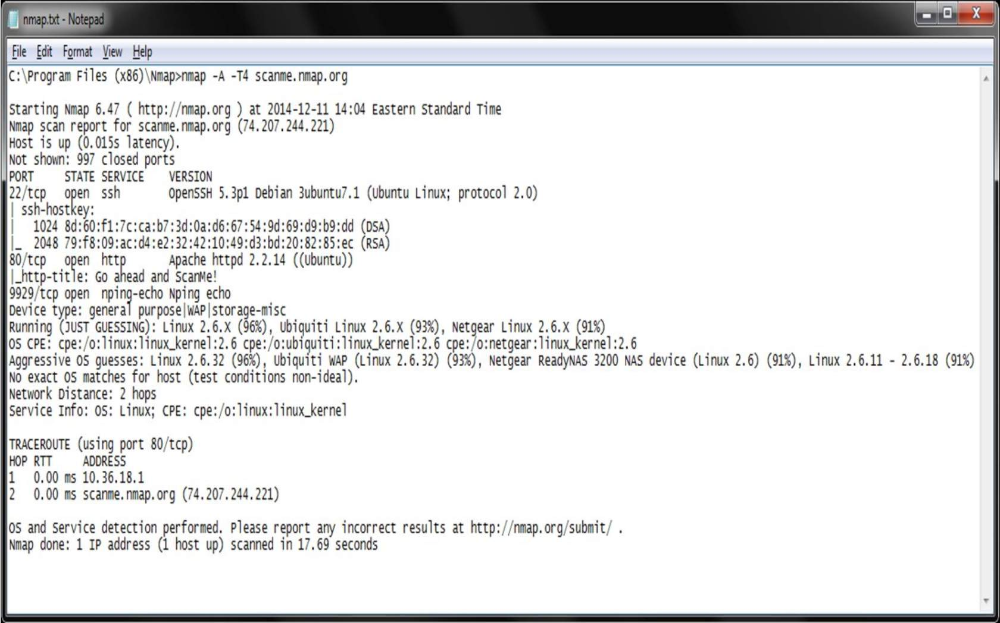 nmap.txt - Notepad
File Edit Format View Help
C:\Program Files (x86)\Nmap>nmap -A -T4 scanme.nmap.org
Starting Nmap 6.47 ( http://nmap.org ) at 2014-12-11 14:04 Eastern Standard Time
Nmap scan report for scanme.nmap.org (74.207.244.221)
Host is up (0.015s latency).
Not shown: 997 closed ports
PORT     STATE SERVICE    VERSION
22/tcp   open  ssh        OpenSSH 5.3p1 Debian 3ubuntu7.1 (Ubuntu Linux; protocol 2.0)
| ssh-hostkey:
|   1024 8d:60:f1:7c:ca:b7:3d:0a:d6:67:54:9d:69:d9:b9:dd (DSA)
|_  2048 79:f8:09:ac:d4:e2:32:42:10:49:d3:bd:20:82:85:ec (RSA)
80/tcp   open  http       Apache httpd 2.2.14 ((Ubuntu))
|_http-title: Go ahead and ScanMe!
9929/tcp open  nping-echo Nping echo
Device type: general purpose|WAP|storage-misc
Running (JUST GUESSING): Linux 2.6.X (96%), Ubiquiti Linux 2.6.X (93%), Netgear Linux 2.6.X (91%)
OS CPE: cpe:/o:linux:linux_kernel:2.6 cpe:/o:ubiquiti:linux_kernel:2.6 cpe:/o:netgear:linux_kernel:2.6
Aggressive OS guesses: Linux 2.6.32 (96%), Ubiquiti WAP (Linux 2.6.32) (93%), Netgear ReadyNAS 3200 NAS device (Linux 2.6) (91%), Linux 2.6.11 - 2.6.18 (91%)
No exact OS matches for host (test conditions non-ideal).
Network Distance: 2 hops
Service Info: OS: Linux; CPE: cpe:/o:linux:linux_kernel
TRACEROUTE (using port 80/tcp)
HOP RTT     ADDRESS
1   0.00 ms 10.36.18.1
2   0.00 ms scanme.nmap.org (74.207.244.221)
OS and Service detection performed. Please report any incorrect results at http://nmap.org/submit/ .
Nmap done: 1 IP address (1 host up) scanned in 17.69 seconds